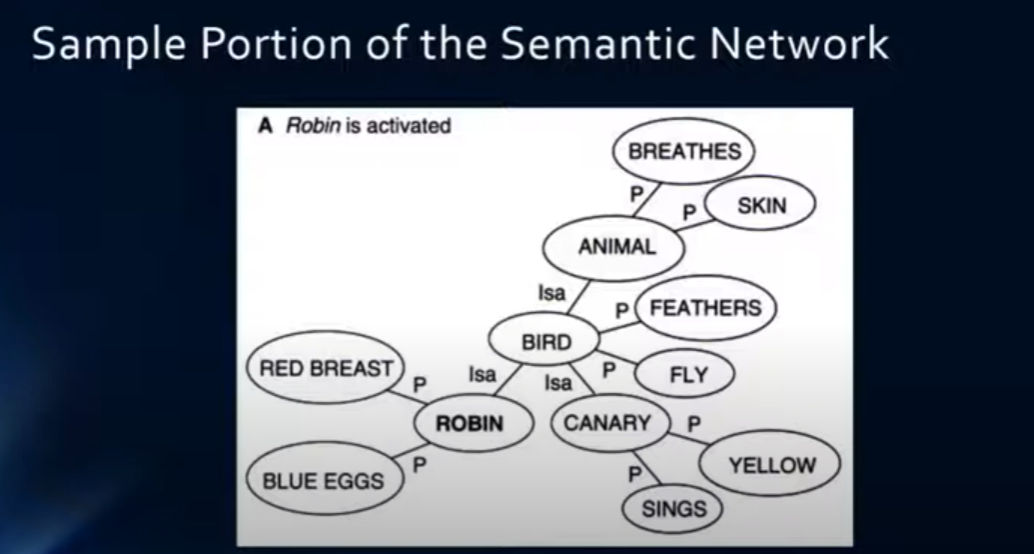 Sample Portion of the Semantic Network
A Robin is activated
BREATHES
P
SKIN
P
ANIMAL
Isa
P
FEATHERS
BIRD
P
FLY
RED BREAST
P
Isa
Isa
ROBIN
CANARY
P
YELLOW
P
BLUE EGGS
P
SINGS